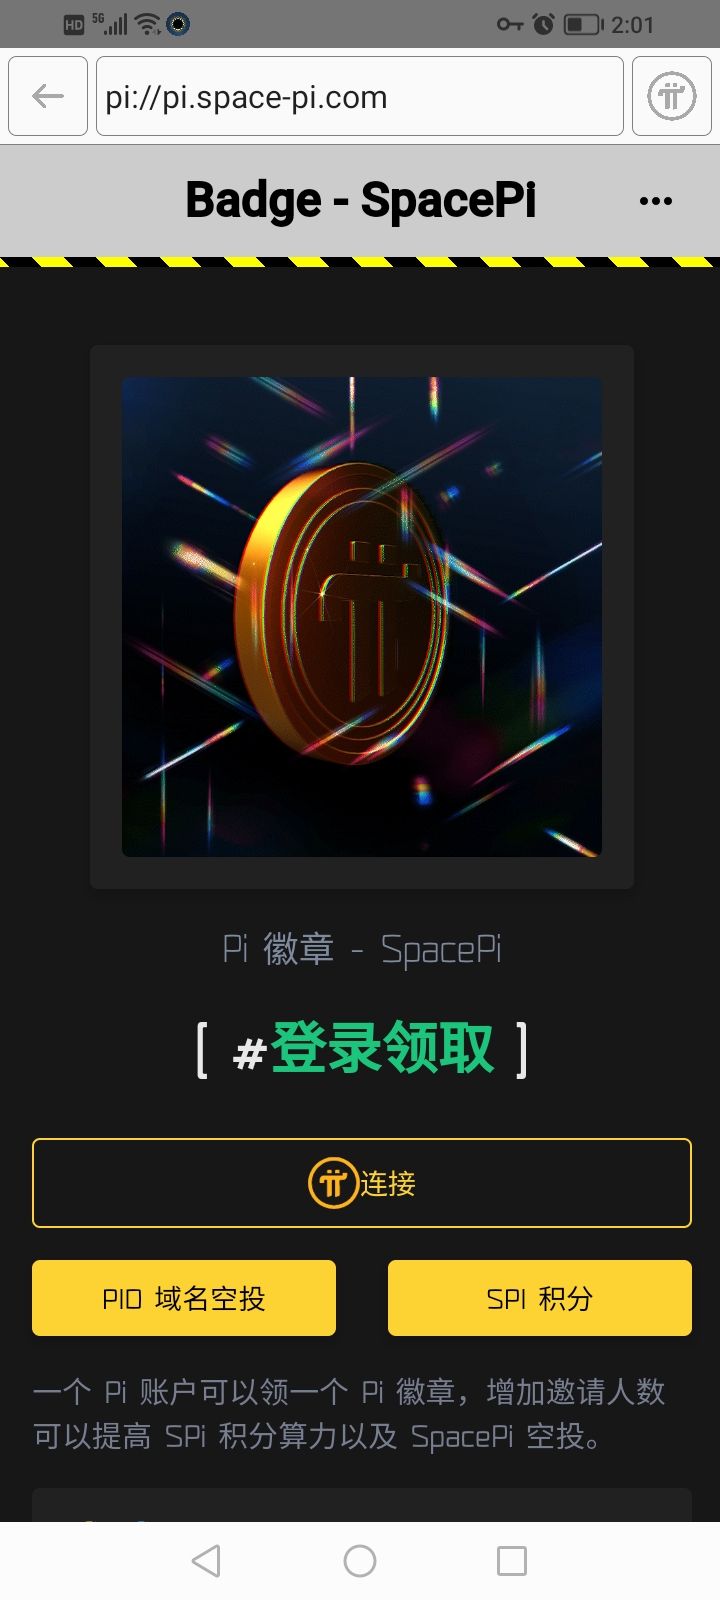 HD 5G 2:01
pi://pi.space-pi.com
Badge - SpacePi
Pi 徽章 - SpacePi
[ #登录领取 ]
连接
PID 域名空投
SPI 积分
一个 Pi 账户可以领一个 Pi 徽章，增加邀请人数
可以提高 SPi 积分算力以及 SpacePi 空投。